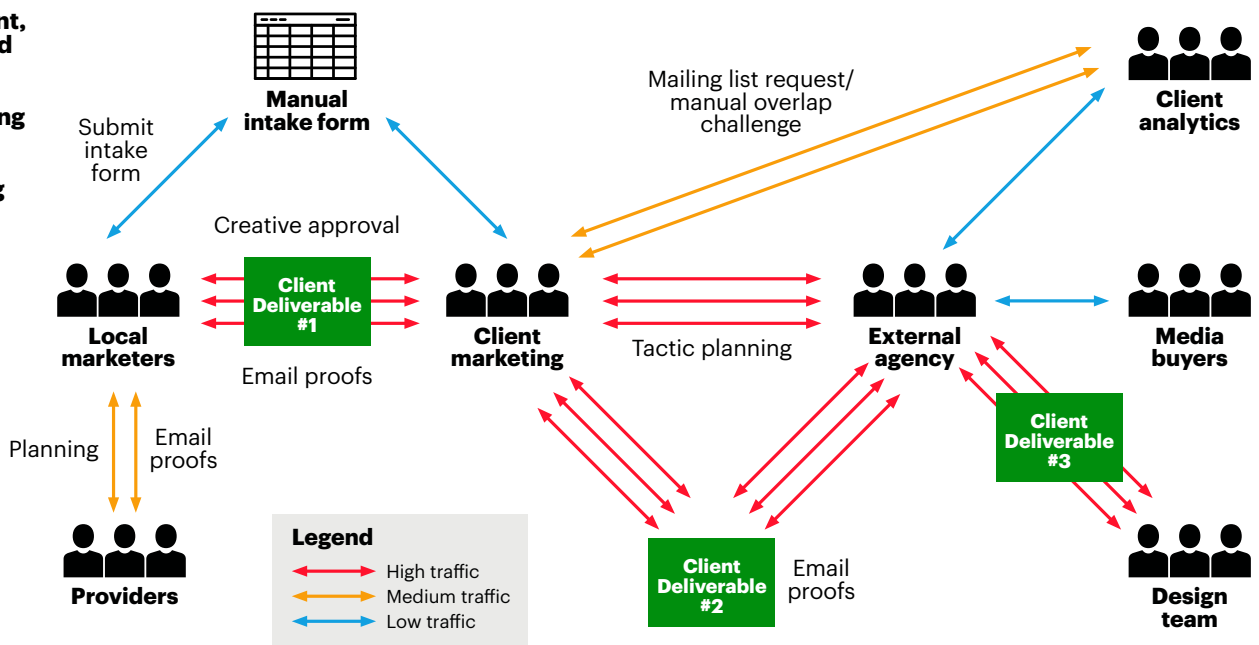 Manual
intake form
Submit
intake
form
Mailing list request/
manual overlap
challenge
Client
analytics
Creative approval
Client
Deliverable
#1
Local
marketers
Email proofs
Client
marketing
Tactic planning
External
agency
Media
buyers
Planning
Email
proofs
Providers
Client
Deliverable
#2
Email
proofs
Client
Deliverable
#3
Design
team
Legend
High traffic
Medium traffic
Low traffic